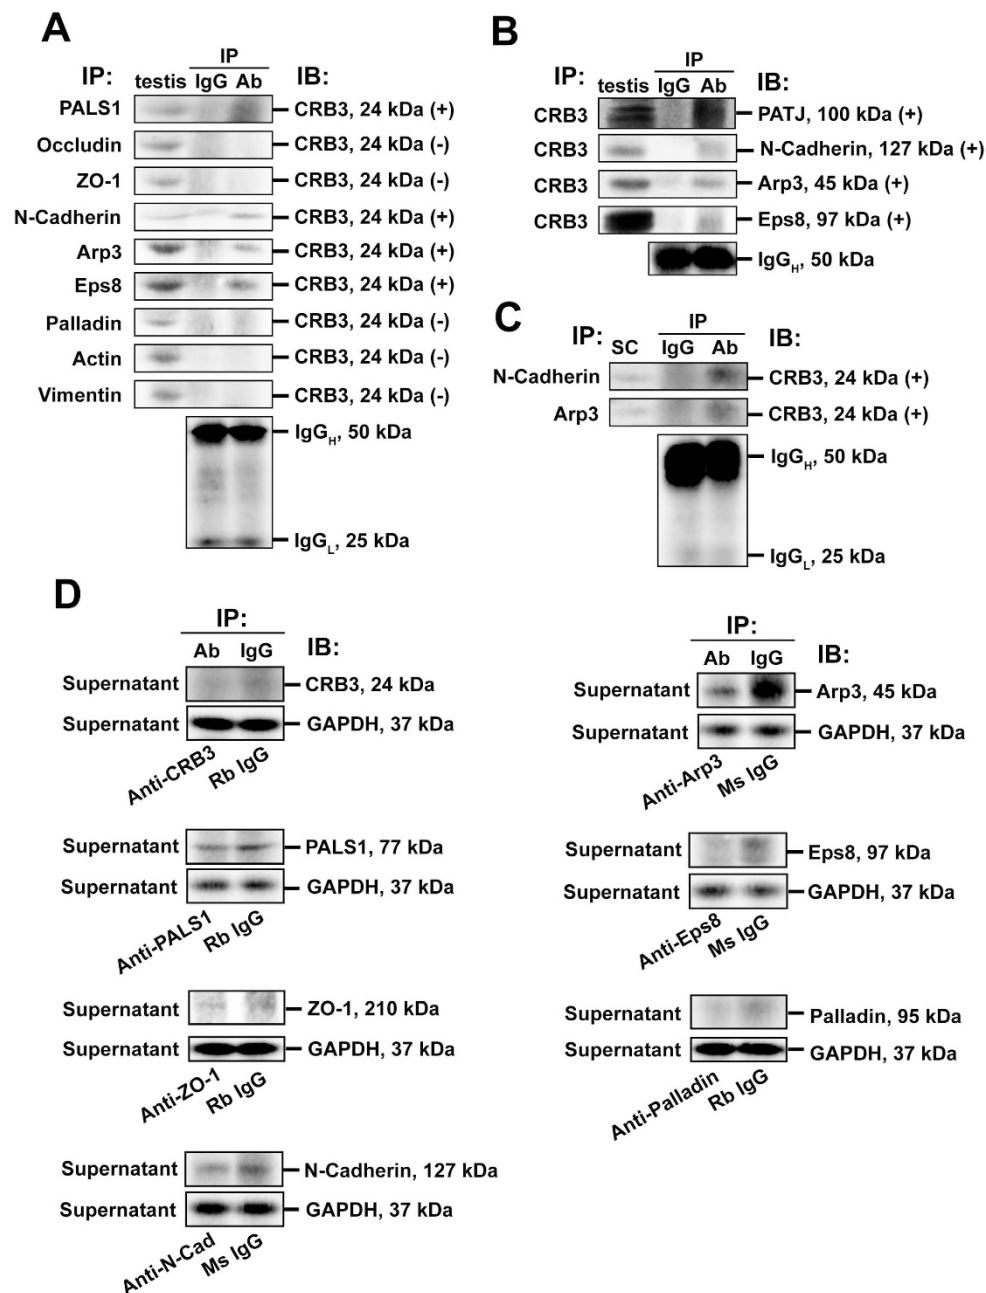 A
IP
IP: testis IgG Ab IB:
PALS1 CRB3, 24 kDa (+)
Occludin CRB3, 24 kDa (-)
ZO-1 CRB3, 24 kDa (-)
N-Cadherin CRB3, 24 kDa (+)
Arp3 CRB3, 24 kDa (+)
Eps8 CRB3, 24 kDa (+)
Palladin CRB3, 24 kDa (-)
Actin CRB3, 24 kDa (-)
Vimentin CRB3, 24 kDa (-)
IgGH, 50 kDa
IgGL, 25 kDa
B
IP
IP: testis IgG Ab IB:
CRB3 PATJ, 100 kDa (+)
CRB3 N-Cadherin, 127 kDa (+)
CRB3 Arp3, 45 kDa (+)
CRB3 Eps8, 97 kDa (+)
IgGH, 50 kDa
C
IP
IP: SC IgG Ab IB:
N-Cadherin CRB3, 24 kDa (+)
Arp3 CRB3, 24 kDa (+)
IgGH, 50 kDa
IgGL, 25 kDa
D
IP:
Ab IgG IB:
Supernatant CRB3, 24 kDa
Supernatant GAPDH, 37 kDa
Anti-CRB3 Rb IgG
Supernatant PALS1, 77 kDa
Supernatant GAPDH, 37 kDa
Anti-PALS1 Rb IgG
Supernatant ZO-1, 210 kDa
Supernatant GAPDH, 37 kDa
Anti-ZO-1 Rb IgG
Supernatant N-Cadherin, 127 kDa
Supernatant GAPDH, 37 kDa
Anti-N-Cad Ms IgG
IP:
Ab IgG IB:
Supernatant Arp3, 45 kDa
Supernatant GAPDH, 37 kDa
Anti-Arp3 Ms IgG
Supernatant Eps8, 97 kDa
Supernatant GAPDH, 37 kDa
Anti-Eps8 Ms IgG
Supernatant Palladin, 95 kDa
Supernatant GAPDH, 37 kDa
Anti-Palladin Rb IgG